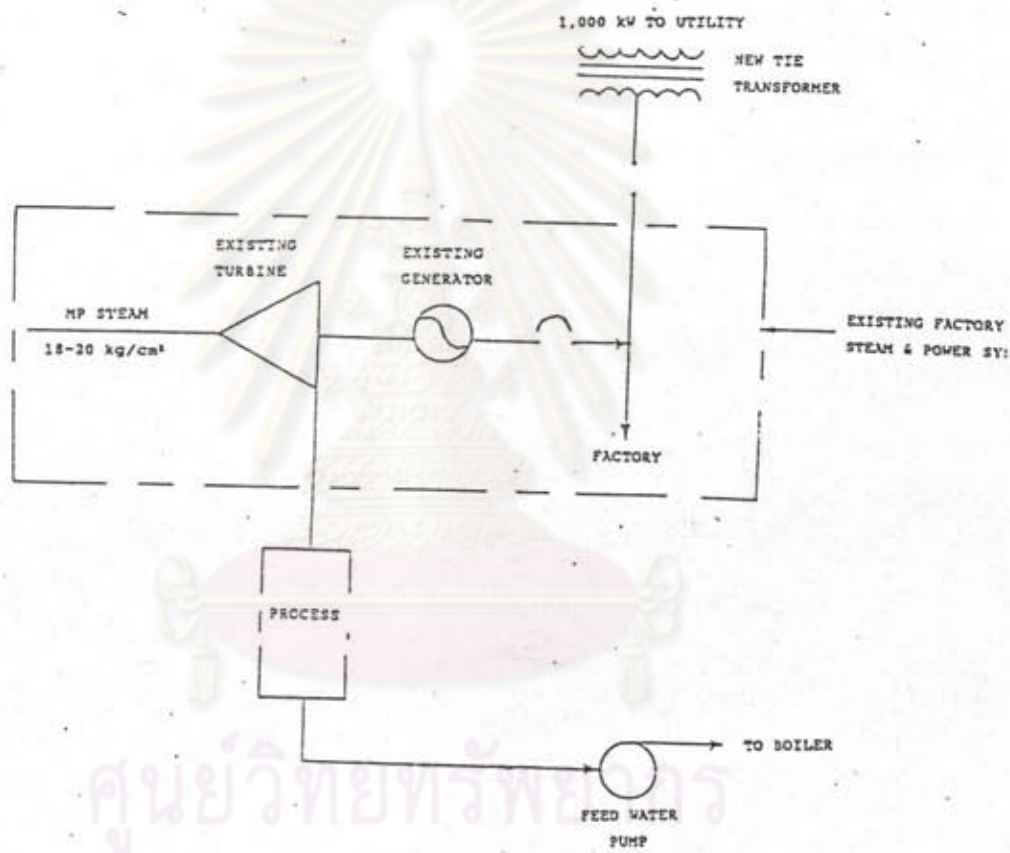 1,000 kW TO UTILITY
NEW TIE
TRANSFORMER
EXISTING
TURBINE
EXISTING
GENERATOR
MP STEAM
18-20 kg/cm²
EXISTING FACTORY
STEAM & POWER SY
FACTORY
PROCESS
TO BOILER
FEED WATER
PUMP
ศูนย์วิทยทรัพยากร